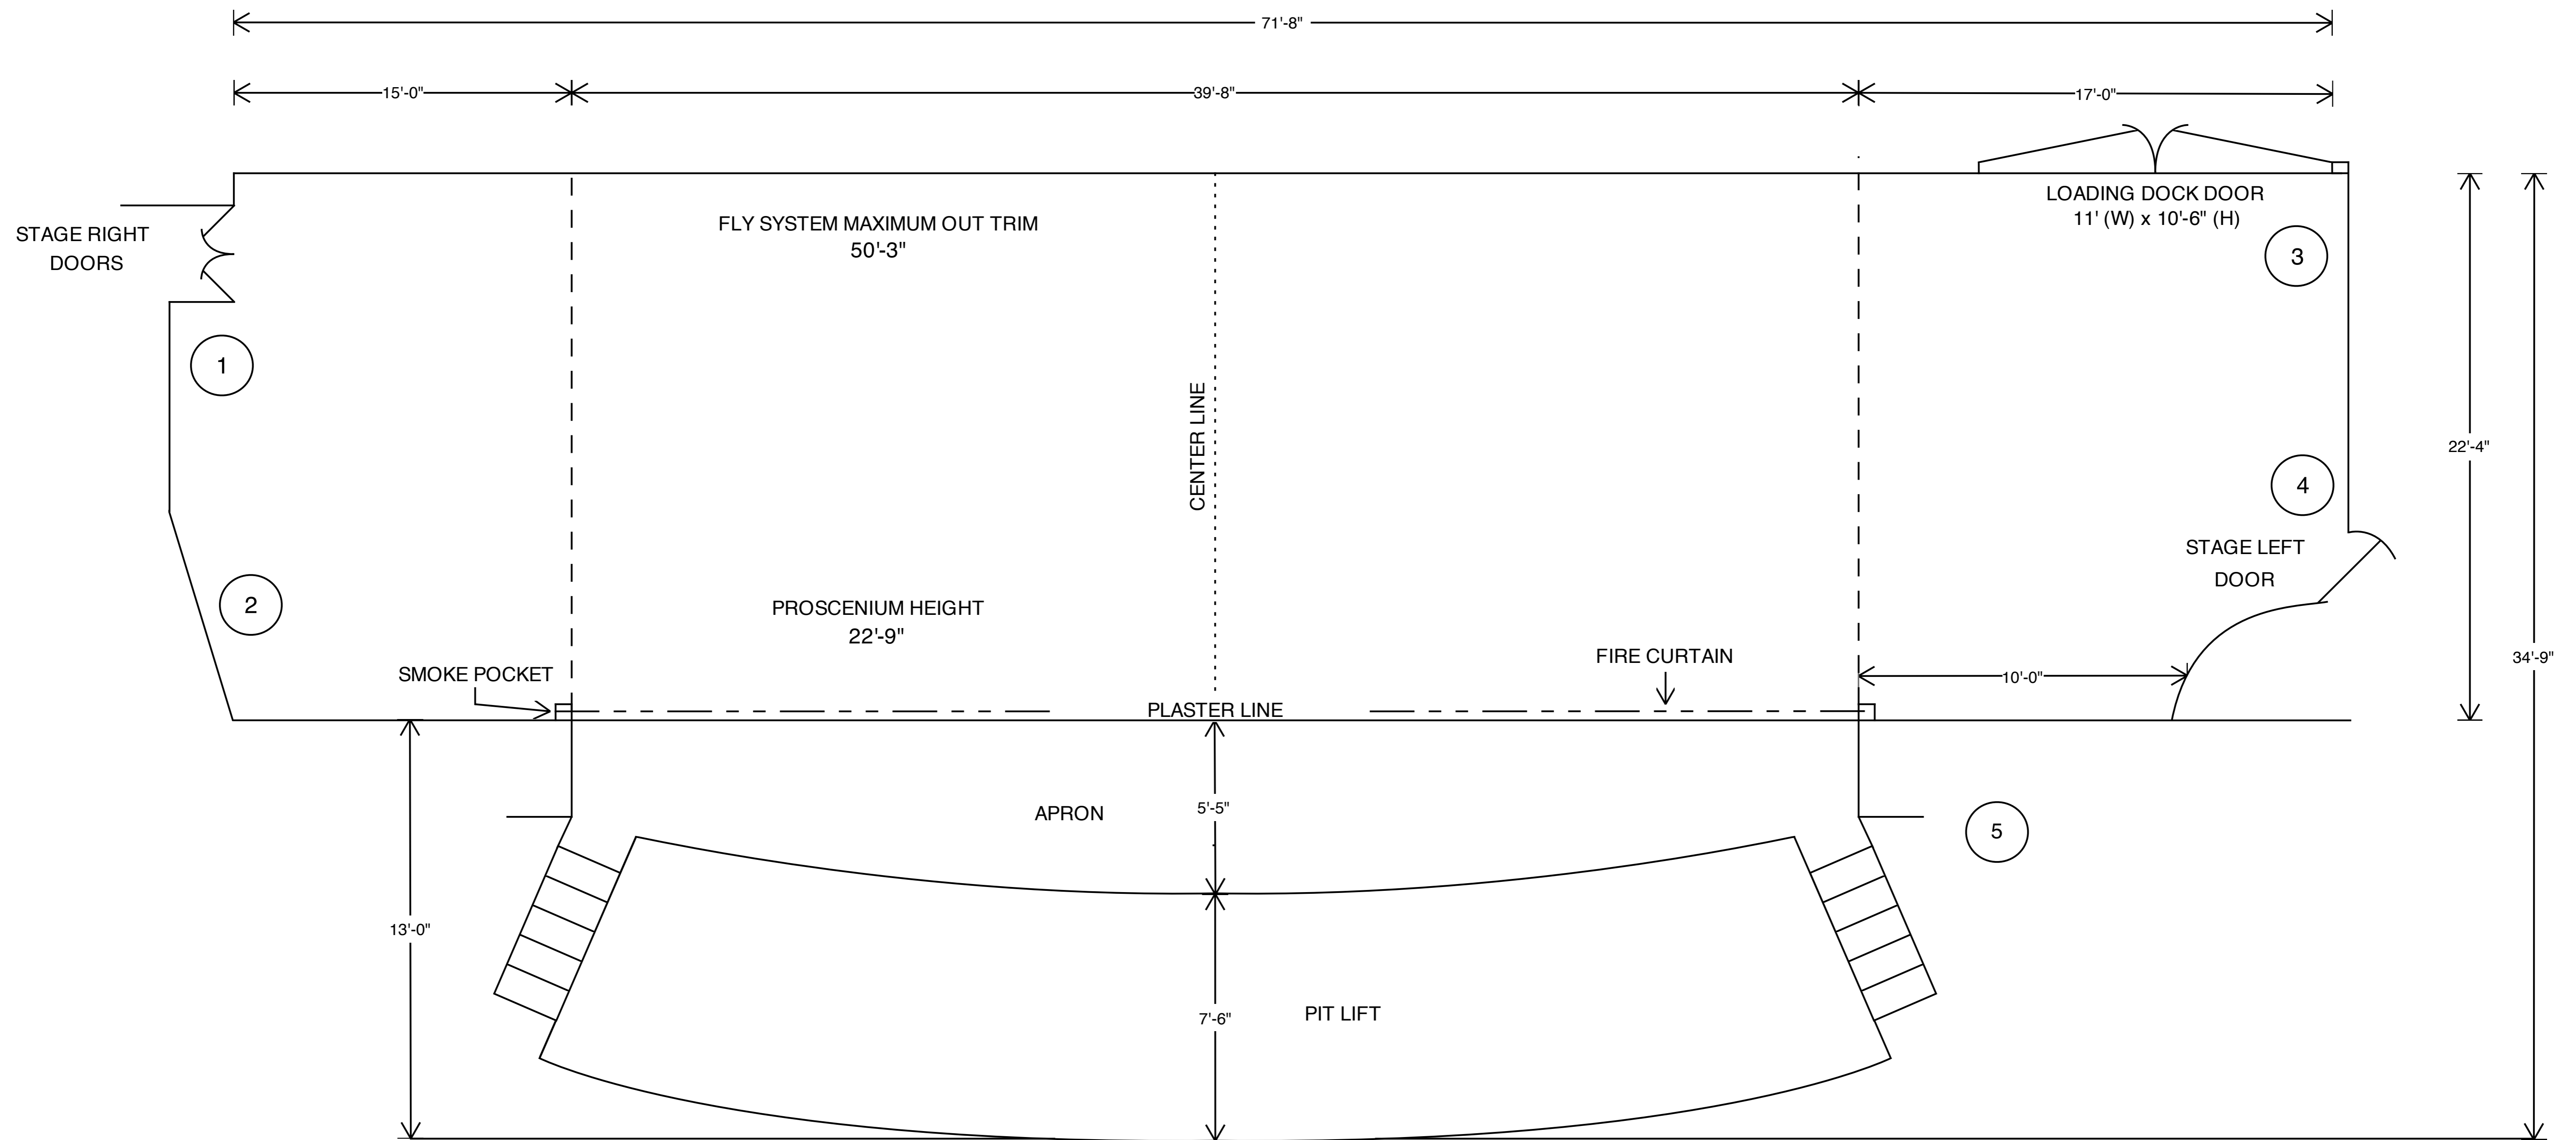 71'-8"
15'-0"
39'-8"
17'-0"
LOADING DOCK DOOR
11' (W) x 10'-6" (H)
STAGE RIGHT
DOORS
FLY SYSTEM MAXIMUM OUT TRIM
50'-3"
3
1
CENTER LINE
22'-4"
4
STAGE LEFT
DOOR
2
PROSCENIUM HEIGHT
22'-9"
SMOKE POCKET
FIRE CURTAIN
34'-9"
10'-0"
PLASTER LINE
APRON
5'-5"
5
13'-0"
PIT LIFT
7'-6"